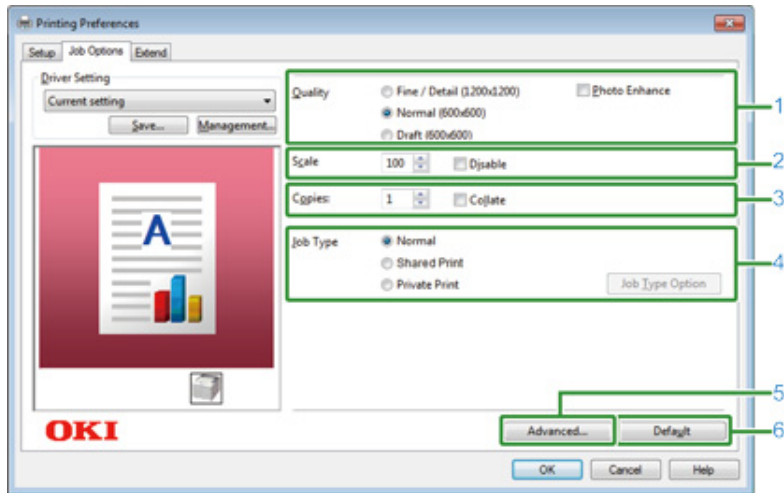 Printing Preferences
Setup Job Options Extend
Driver Setting
Current setting
Save... Management...
Quality Fine / Detail (1200x1200) Photo Enhance 1
Normal (600x600)
Draft (600x600)
Scale 100 Disable 2
Copies: 1 Collate 3
Job Type Normal 4
Shared Print
Private Print Job Type Option
A
5
OKI Advanced... Default 6
OK Cancel Help